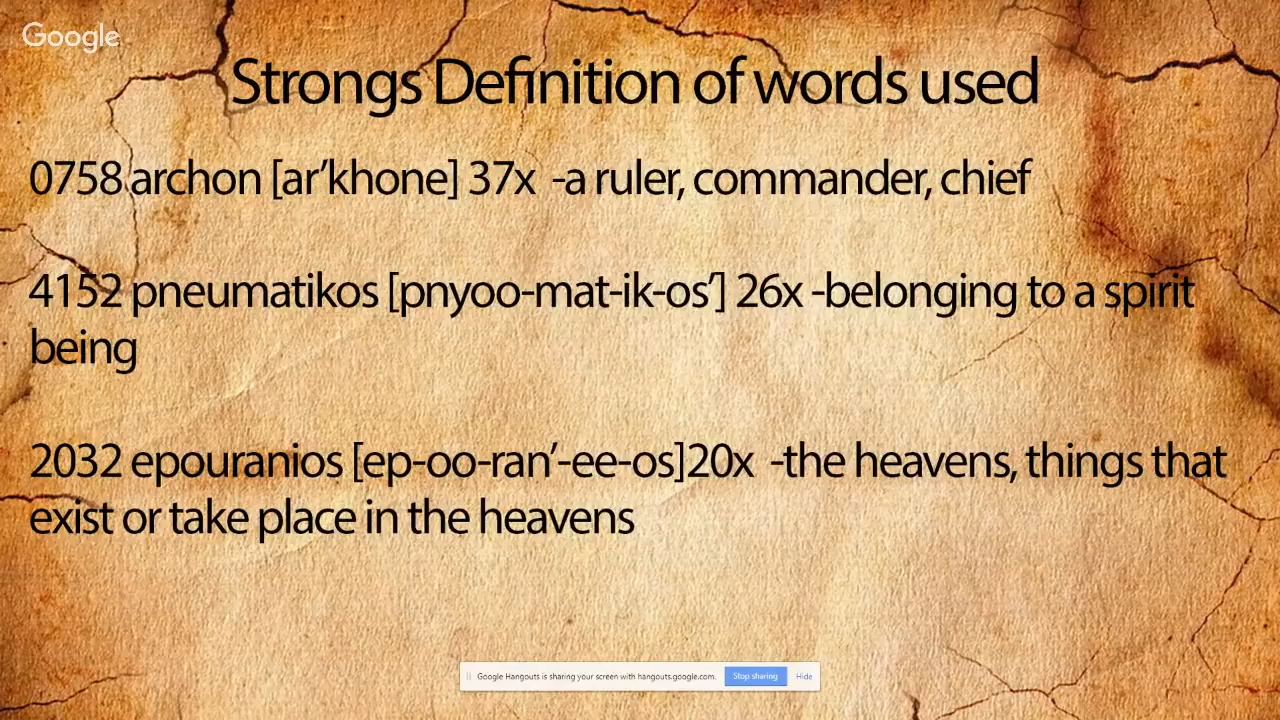 Google
Strongs Definition of words used
0758 archon [ar’khone] 37x -a ruler, commander, chief
4152 pneumatikos [pnyoo-mat-ik-os’] 26x -belonging to a spirit
being
2032 epouranios [ep-oo-ran’-ee-os]20x -the heavens, things that
exist or take place in the heavens
Google Hangouts is sharing your screen with hangouts.google.com. Stop sharing Hide